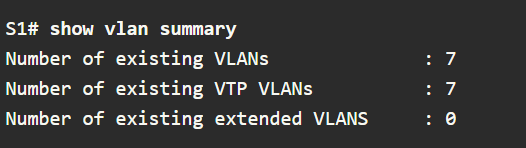 S1# show vlan summary
Number of existing VLANs              : 7
Number of existing VTP VLANs          : 7
Number of existing extended VLANS     : 0